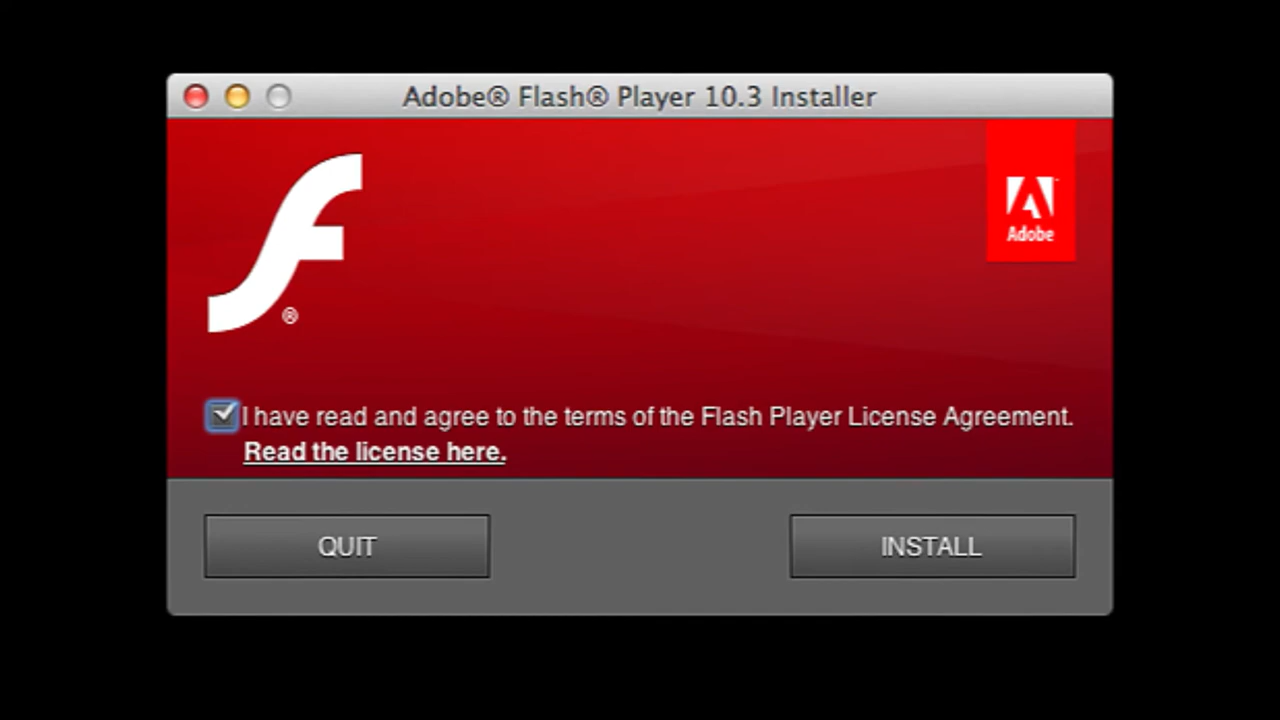 Adobe® Flash® Player 10.3 Installer
Adobe
®
I have read and agree to the terms of the Flash Player License Agreement.
Read the license here.
QUIT
INSTALL